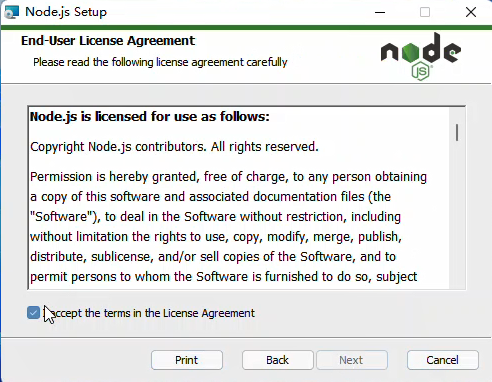 Node.js Setup
End-User License Agreement
Please read the following license agreement carefully
node
JS
Node.js is licensed for use as follows:
Copyright Node.js contributors. All rights reserved.
Permission is hereby granted, free of charge, to any person obtaining
a copy of this software and associated documentation files (the
"Software"), to deal in the Software without restriction, including
without limitation the rights to use, copy, modify, merge, publish,
distribute, sublicense, and/or sell copies of the Software, and to
permit persons to whom the Software is furnished to do so, subject
accept the terms in the License Agreement
Print
Back
Next
Cancel